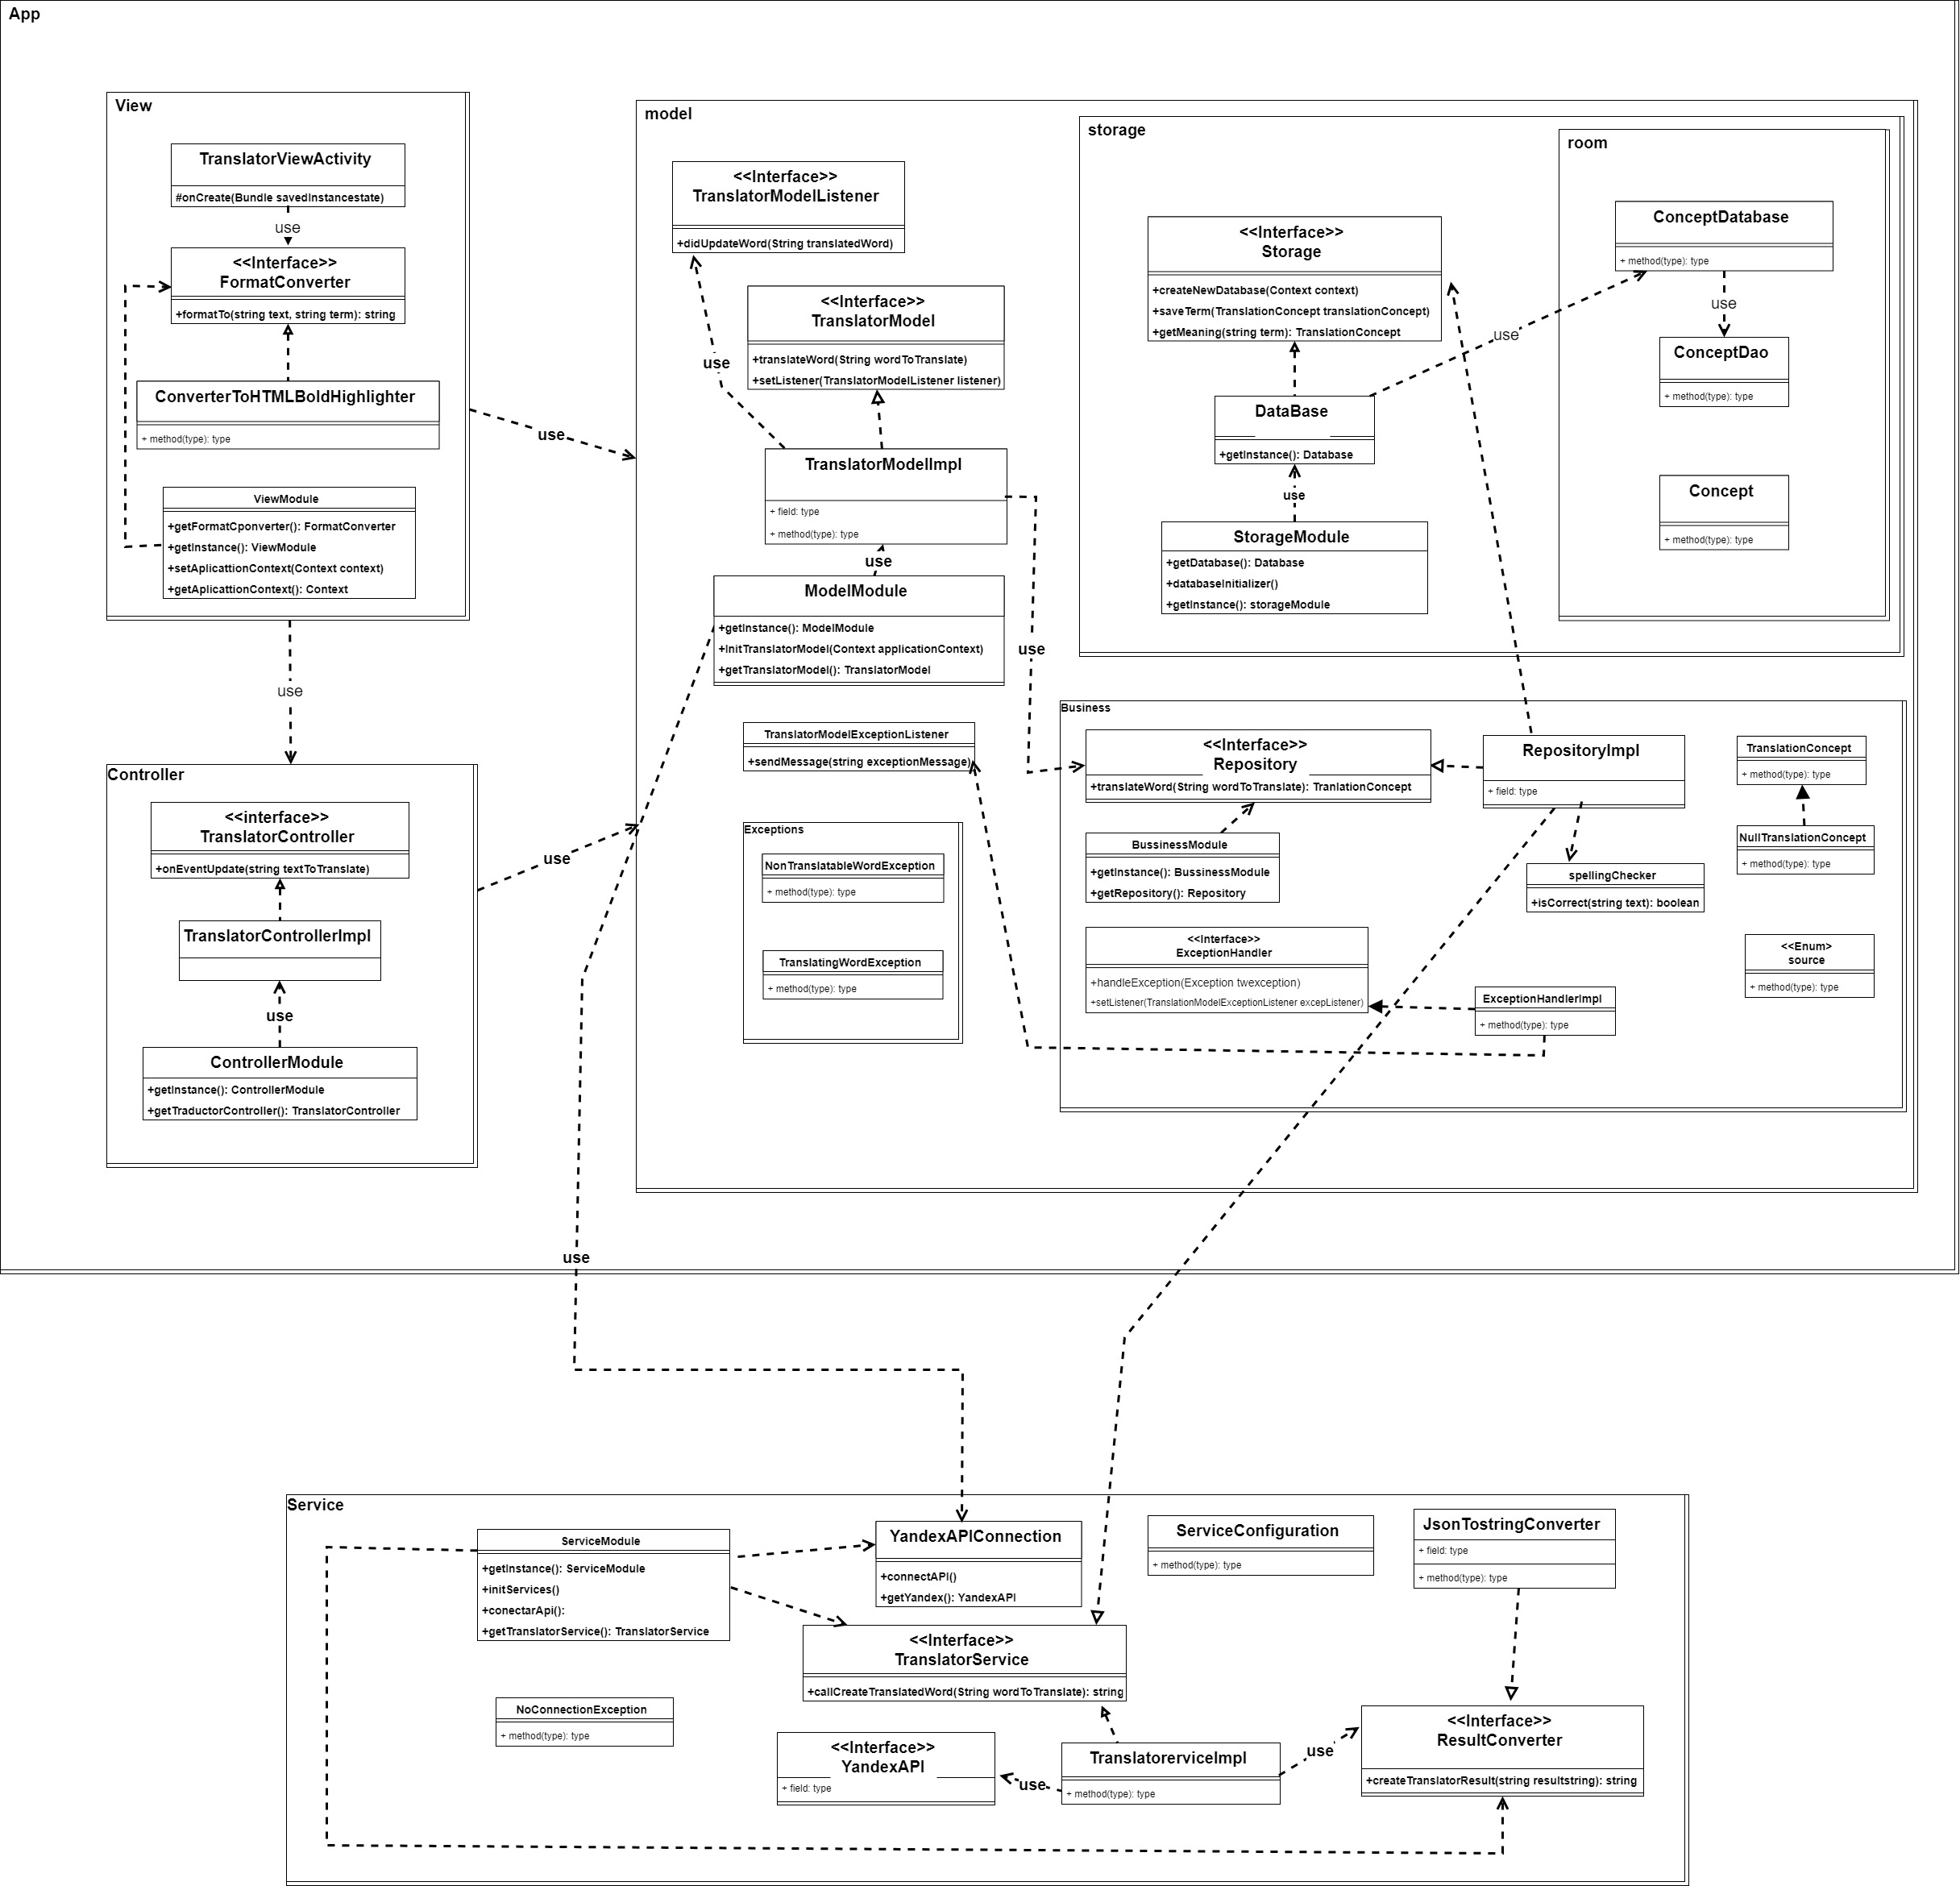 App
View
TranslatorViewActivity
#onCreate(Bundle savedInstancestate)
use
<<Interface>>
FormatConverter
+formatTo(string text, string term): string
ConverterToHTMLBoldHighlighter
+ method(type): type
ViewModule
+getFormatCponverter(): FormatConverter
+getInstance(): ViewModule
+setAplicattionContext(Context context)
+getAplicattionContext(): Context
use
use
Controller
<<interface>>
TranslatorController
+onEventUpdate(string textToTranslate)
TranslatorControllerImpl
use
ControllerModule
+getInstance(): ControllerModule
+getTraductorController(): TranslatorController
use
model
<<Interface>>
TranslatorModelListener
+didUpdateWord(String translatedWord)
<<Interface>>
TranslatorModel
+translateWord(String wordToTranslate)
+setListener(TranslatorModelListener listener)
use
TranslatorModelImpl
+ field: type
+ method(type): type
use
ModelModule
+getInstance(): ModelModule
+initTranslatorModel(Context applicationContext)
+getTranslatorModel(): TranslatorModel
use
TranslatorModelExceptionListener
+sendMessage(string exceptionMessage)
Exceptions
NonTranslatableWordException
+ method(type): type
TranslatingWordException
+ method(type): type
storage
<<Interface>>
Storage
+createNewDatabase(Context context)
+saveTerm(TranslationConcept translationConcept)
+getMeaning(string term): TranslationConcept
use
DataBase
+getInstance(): Database
use
StorageModule
+getDatabase(): Database
+databaseInitializer()
+getInstance(): storageModule
room
ConceptDatabase
+ method(type): type
use
ConceptDao
+ method(type): type
Concept
+ method(type): type
Business
<<Interface>>
Repository
+translateWord(String wordToTranslate): TranlationConcept
RepositoryImpl
+ field: type
TranslationConcept
+ method(type): type
NullTranslationConcept
+ method(type): type
BussinessModule
+getInstance(): BussinessModule
+getRepository(): Repository
spellingChecker
+isCorrect(string text): boolean
<<Interface>>
ExceptionHandler
+handleException(Exception twexception)
+setListener(TranslationModelExceptionListener excepListener)
ExceptionHandlerImpl
+ method(type): type
<<Enum>
source
+ method(type): type
use
Service
ServiceModule
+getInstance(): ServiceModule
+initServices()
+conectarApi():
+getTranslatorService(): TranslatorService
YandexAPIConnection
+connectAPI()
+getYandex(): YandexAPI
ServiceConfiguration
+ method(type): type
JsonTostringConverter
+ field: type
+ method(type): type
<<Interface>>
TranslatorService
+callCreateTranslatedWord(String wordToTranslate): string
NoConnectionException
+ method(type): type
<<Interface>>
YandexAPI
+ field: type
use
TranslatorerviceImpl
+ method(type): type
use
<<Interface>>
ResultConverter
+createTranslatorResult(string resultstring): string